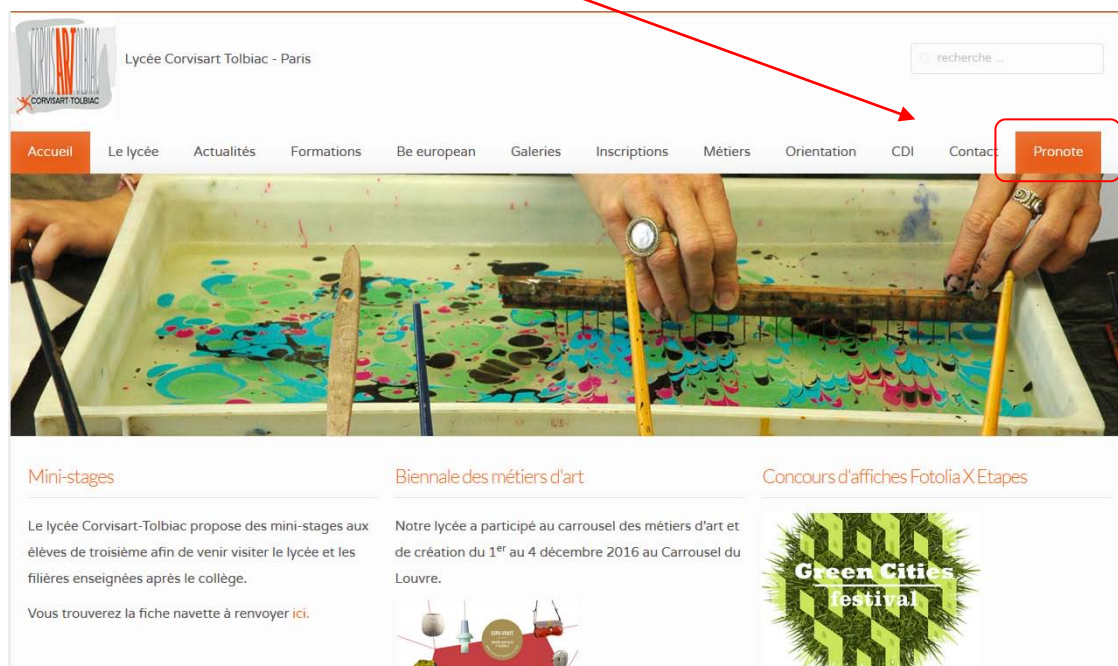 CORVISARTTOLBIAC
CORVISART-TOLBIAC
Lycée Corvisart Tolbiac - Paris
recherche ...
Accueil Le lycée Actualités Formations Be european Galeries Inscriptions Métiers Orientation CDI Contact Pronote
Mini-stages
Le lycée Corvisart-Tolbiac propose des mini-stages aux
élèves de troisième afin de venir visiter le lycée et les
filières enseignées après le collège.
Vous trouverez la fiche navette à renvoyer ici.
Biennale des métiers d'art
Notre lycée a participé au carrousel des métiers d'art et
de création du 1er au 4 décembre 2016 au Carrousel du
Louvre.
EXPO-VENTE
Concours d'affiches Fotolia X Etapes
Green Cities
festival